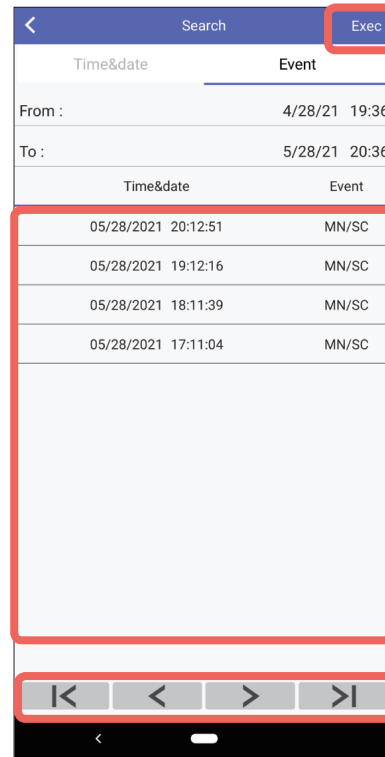 Search Exec
Time&date Event
From : 4/28/21 19:36
To : 5/28/21 20:36
Time&date Event
05/28/2021 20:12:51 MN/SC
05/28/2021 19:12:16 MN/SC
05/28/2021 18:11:39 MN/SC
05/28/2021 17:11:04 MN/SC